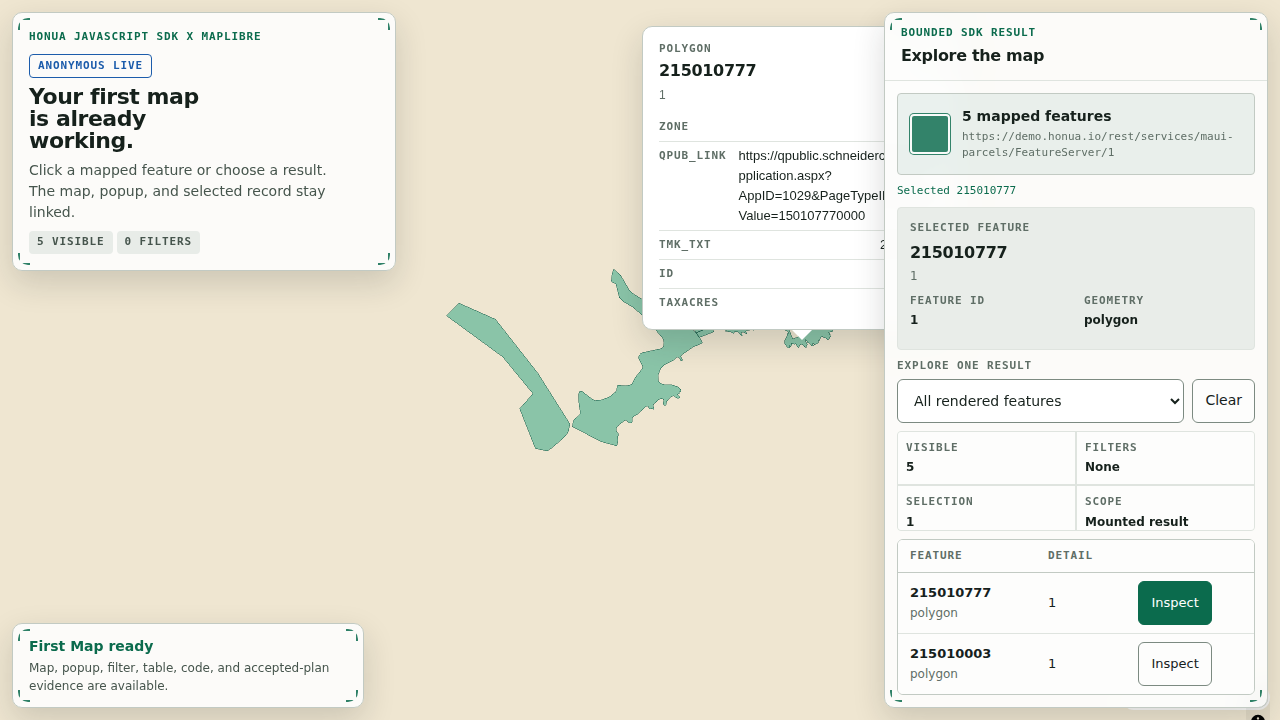 HONUA JAVASCRIPT SDK X MAPLIBRE
ANONYMOUS LIVE
Your first map
is already
working.
Click a mapped feature or choose a result.
The map, popup, and selected record stay
linked.
5 VISIBLE 0 FILTERS
POLYGON
215010777
1
ZONE
QPUB_LINK https://qpublic.schneiderc
pplication.aspx?
AppID=1029&PageTypeI
Value=150107770000
TMK_TXT 2
ID
TAXACRES
BOUNDED SDK RESULT
Explore the map
5 mapped features
https://demo.honua.io/rest/services/maui-
parcels/FeatureServer/1
Selected 215010777
SELECTED FEATURE
215010777
1
FEATURE ID GEOMETRY
1 polygon
EXPLORE ONE RESULT
All rendered features Clear
VISIBLE FILTERS
5 None
SELECTION SCOPE
1 Mounted result
FEATURE DETAIL
215010777
polygon 1 Inspect
215010003
polygon 1 Inspect
First Map ready
Map, popup, filter, table, code, and accepted-plan
evidence are available.